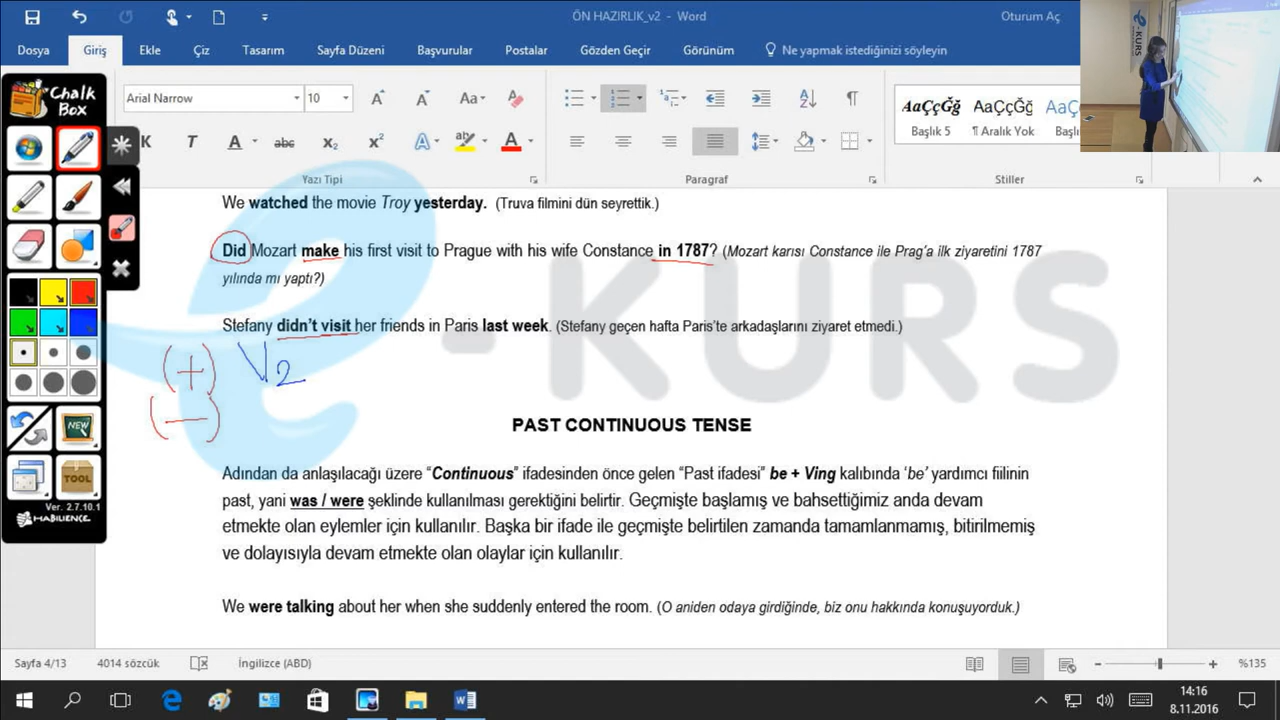 ÖN HAZIRLIK_v2 - Word
Oturum Aç
Dosya Giriş Ekle Çiz Tasarım Sayfa Düzeni Başvurular Postalar Gözden Geçir Görünüm Ne yapmak istediğinizi söyleyin
e-KURS
Chalk
Box
Arial Narrow 10 A A Aa
K T A abc x₂ x² A ab A
AaÇçĞğ AaÇçĞğ AaÇ
Başlık 5 ¶ Aralık Yok Başlı
Yazı Tipi Paragraf Stiller
We watched the movie Troy yesterday. (Truva filmini dün seyrettik.)
Did Mozart make his first visit to Prague with his wife Constance in 1787? (Mozart karısı Constance ile Prag'a ilk ziyaretini 1787
yılında mı yaptı?)
Stefany didn't visit her friends in Paris last week. (Stefany geçen hafta Paris'te arkadaşlarını ziyaret etmedi.)
(+) V2
(−)
e-KURS
PAST CONTINUOUS TENSE
Adından da anlaşılacağı üzere “Continuous” ifadesinden önce gelen “Past ifadesi” be + Ving kalıbında ‘be’ yardımcı fiilinin
past, yani was / were şeklinde kullanılması gerektiğini belirtir. Geçmişte başlamış ve bahsettiğimiz anda devam
etmekte olan eylemler için kullanılır. Başka bir ifade ile geçmişte belirtilen zamanda tamamlanmamış, bitirilmemiş
ve dolayısıyla devam etmekte olan olaylar için kullanılır.
We were talking about her when she suddenly entered the room. (O aniden odaya girdiğinde, biz onu hakkında konuşuyorduk.)
NEW
TOOL
Ver. 2.7.10.1
HABILIENCE
Sayfa 4/13 4014 sözcük İngilizce (ABD) %135
14:16
8.11.2016